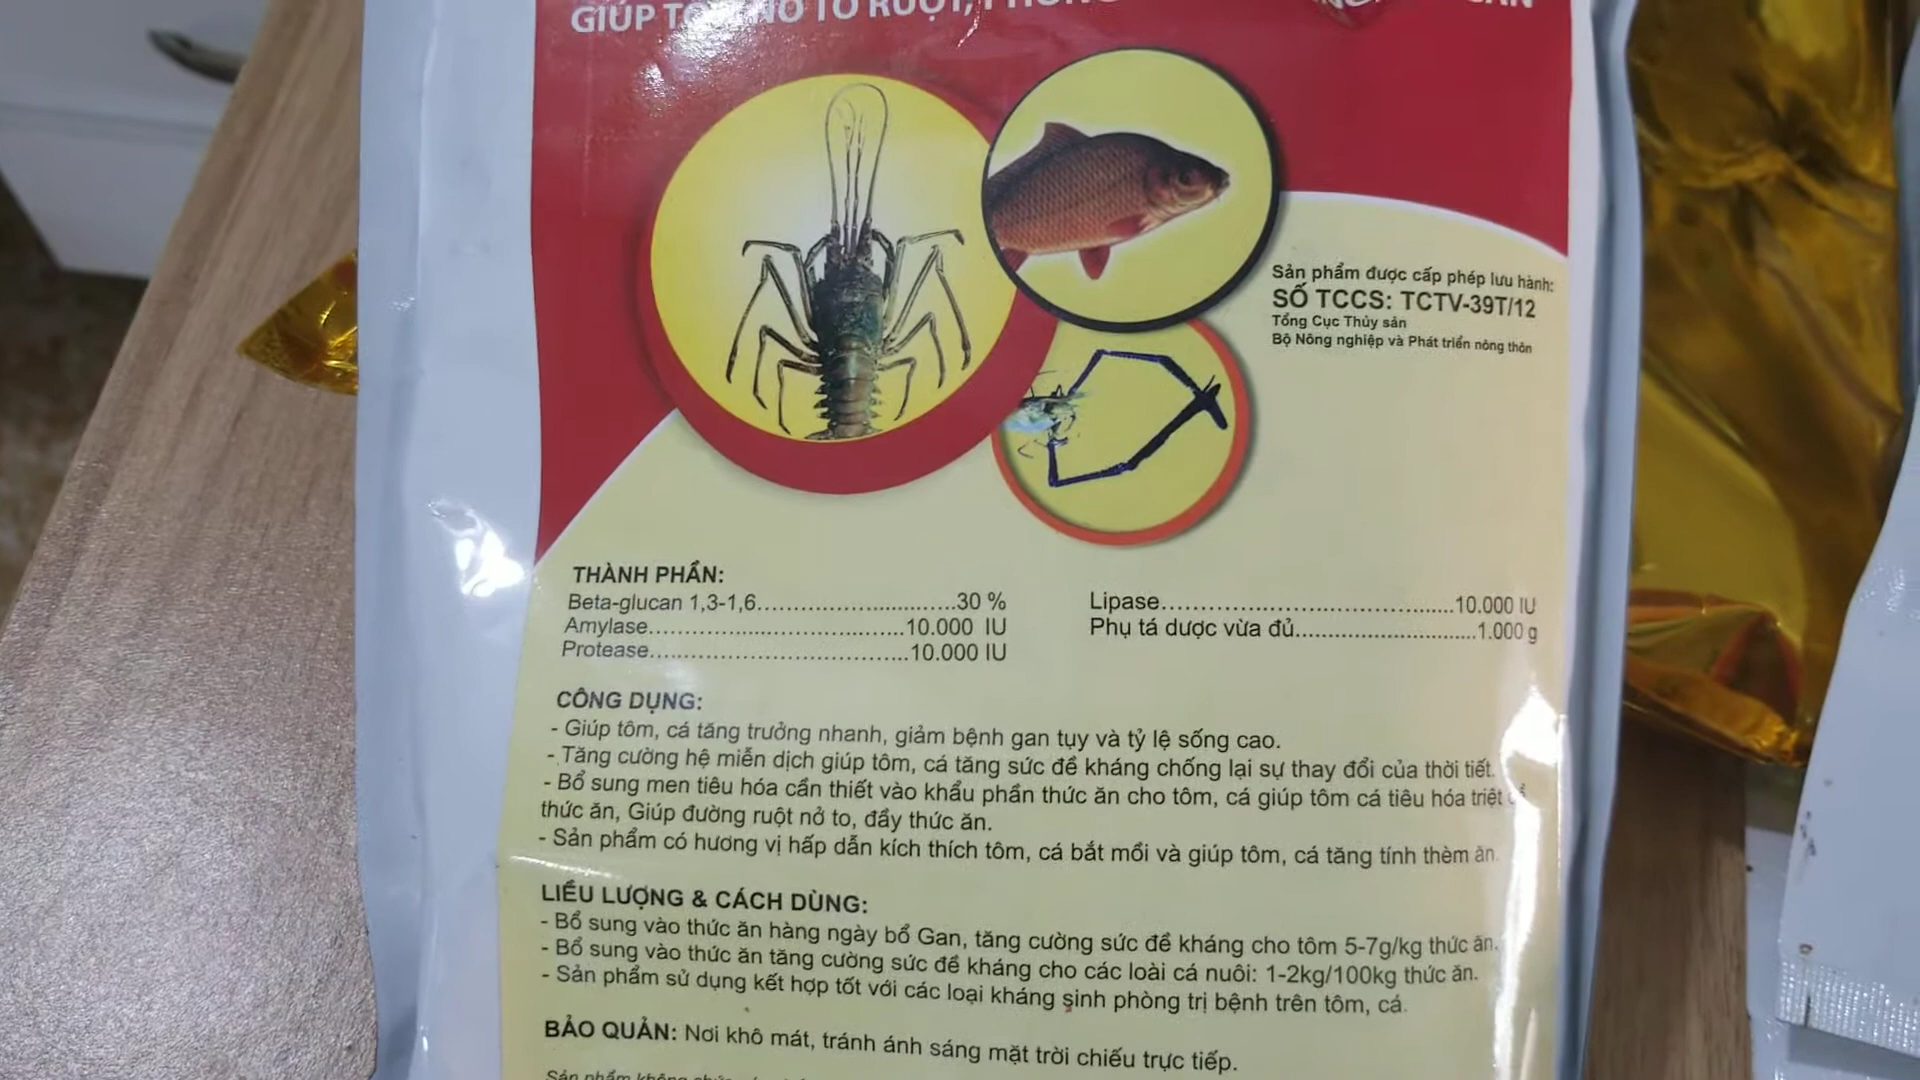 GIÚP TÔM NỞ TO RUỘT,
Sản phẩm được cấp phép lưu hành:
SỐ TCCS: TCTV-39T/12
Tổng Cục Thủy sản
Bộ Nông nghiệp và Phát triển nông thôn
THÀNH PHẦN:
Beta-glucan 1,3-1,6..................................30 %
Amylase..........................................10.000 IU
Protease..........................................10.000 IU
Lipase................................................10.000 IU
Phụ tá dược vừa đủ.............................1.000 g
CÔNG DỤNG:
- Giúp tôm, cá tăng trưởng nhanh, giảm bệnh gan tụy và tỷ lệ sống cao.
- Tăng cường hệ miễn dịch giúp tôm, cá tăng sức đề kháng chống lại sự thay đổi của thời tiết.
- Bổ sung men tiêu hóa cần thiết vào khẩu phần thức ăn cho tôm, cá giúp tôm cá tiêu hóa triệt
thức ăn, Giúp đường ruột nở to, đầy thức ăn.
- Sản phẩm có hương vị hấp dẫn kích thích tôm, cá bắt mồi và giúp tôm, cá tăng tính thèm ăn.
LIỀU LƯỢNG & CÁCH DÙNG:
- Bổ sung vào thức ăn hàng ngày bổ Gan, tăng cường sức đề kháng cho tôm 5-7g/kg thức ăn.
- Bổ sung vào thức ăn tăng cường sức đề kháng cho các loài cá nuôi: 1-2kg/100kg thức ăn.
- Sản phẩm sử dụng kết hợp tốt với các loại kháng sinh phòng trị bệnh trên tôm, cá.
BẢO QUẢN: Nơi khô mát, tránh ánh sáng mặt trời chiếu trực tiếp.
Sản phẩm không